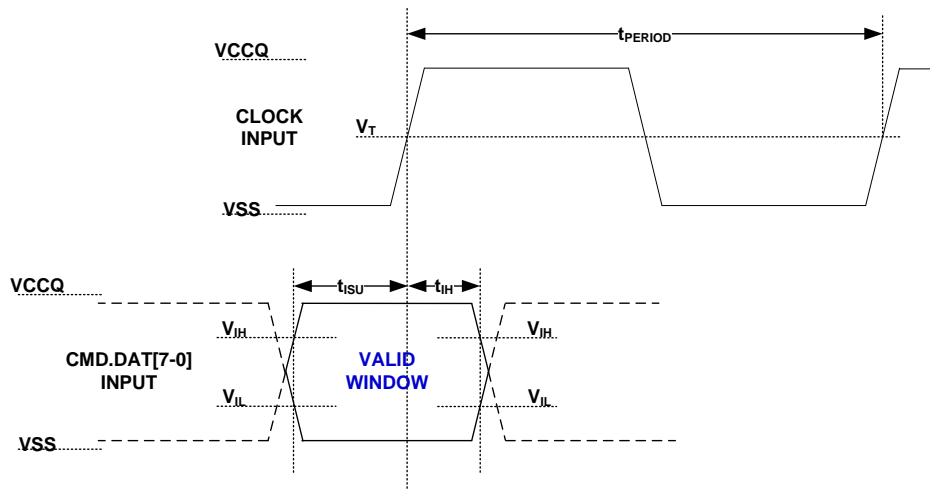 tPERIOD
VCCQ
CLOCK
INPUT
VT
VSS
VCCQ
tISU
tIH
VIH
VIH
CMD.DAT[7-0]
INPUT
VALID
WINDOW
VIL
VIL
VSS